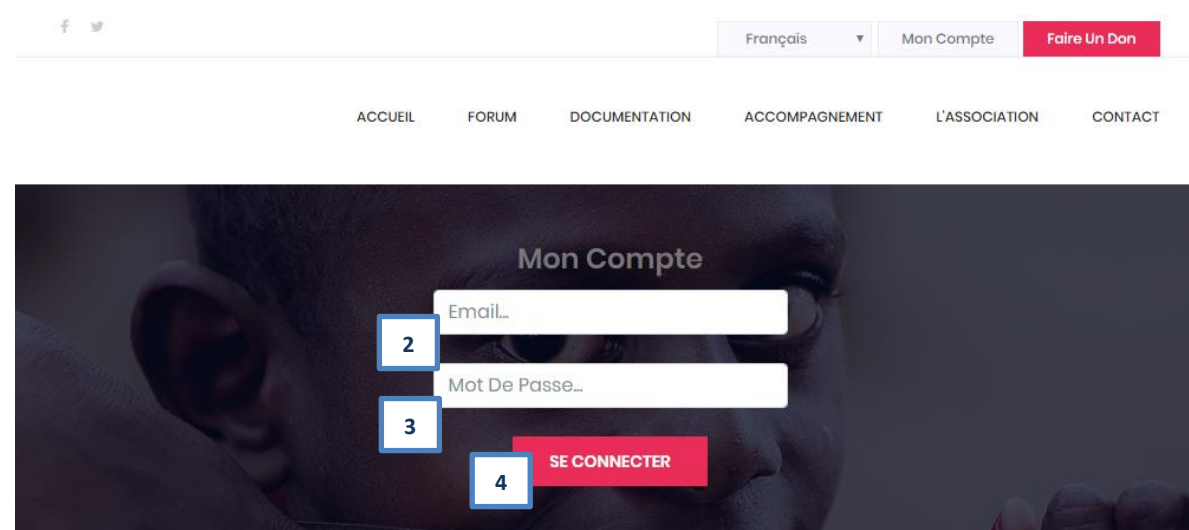 Français ▼ Mon Compte Faire Un Don
ACCUEIL FORUM DOCUMENTATION ACCOMPAGNEMENT L'ASSOCIATION CONTACT
Mon Compte
Email...
2
Mot De Passe...
3
SE CONNECTER
4